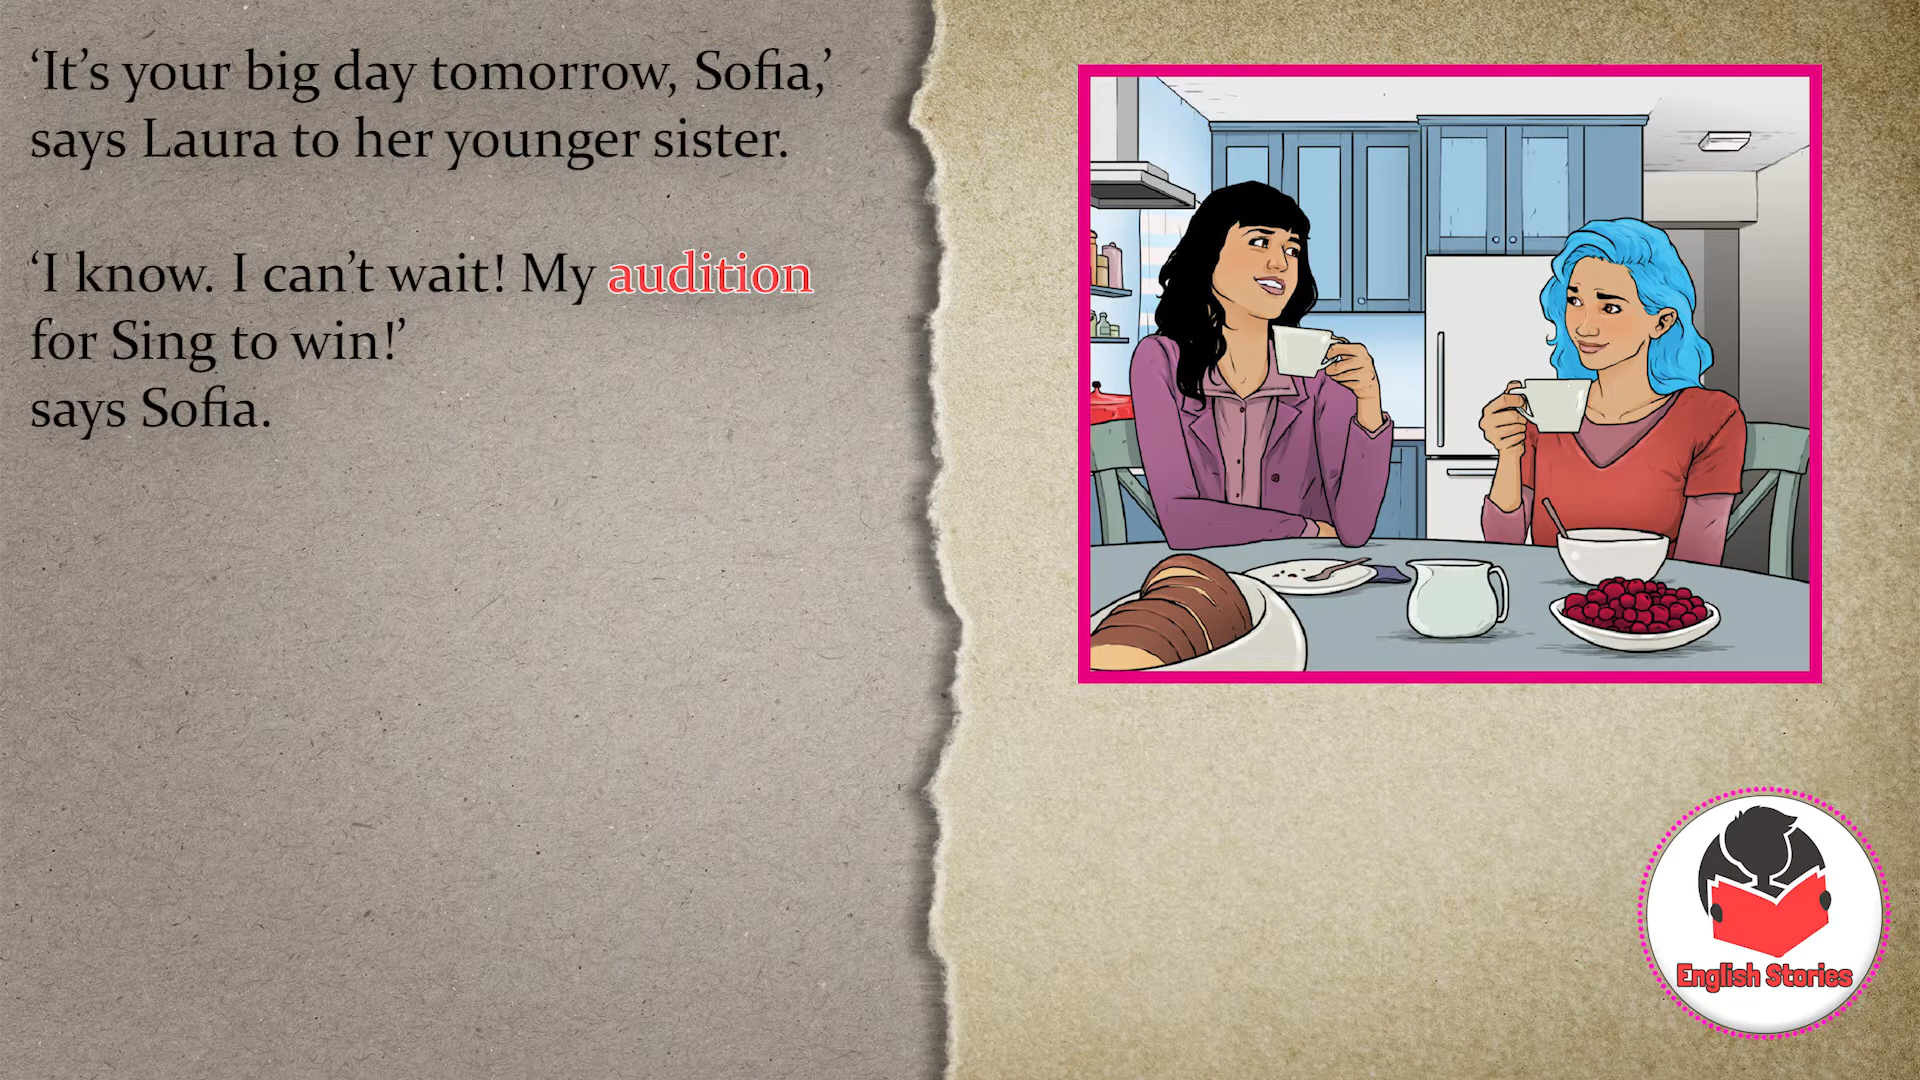 ‘It’s your big day tomorrow, Sofia,’
says Laura to her younger sister.
‘I know. I can’t wait! My audition
for Sing to win!’
says Sofia.
English Stories